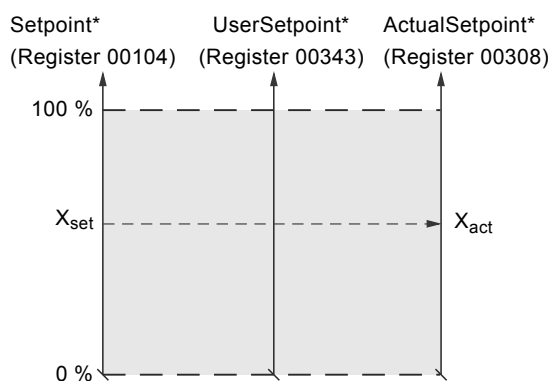 Setpoint* UserSetpoint* ActualSetpoint*
(Register 00104) (Register 00343) (Register 00308)
100 %
Xset Xact
0 %